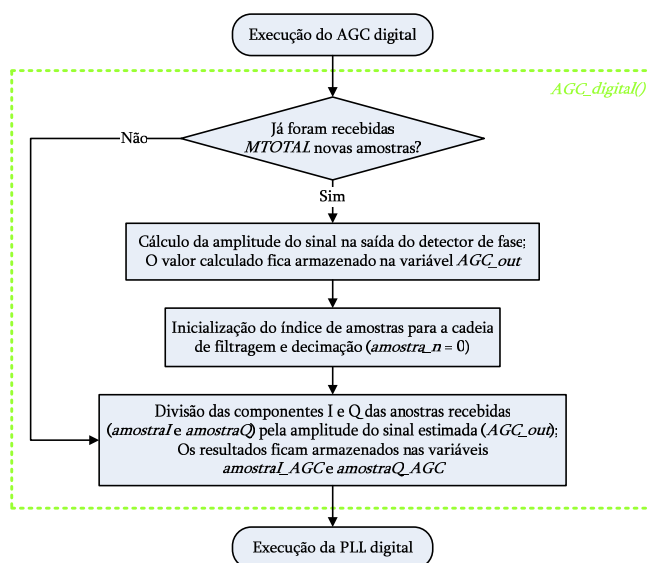 Execução do AGC digital
AGC_digital()
Já foram recebidas
MTOTAL novas amostras?
Não
Sim
Cálculo da amplitude do sinal na saída do detector de fase;
O valor calculado fica armazenado na variável AGC_out
Inicialização do índice de amostras para a cadeia
de filtragem e decimação (amostra_n = 0)
Divisão das componentes I e Q das anostras recebidas
(amostraI e amostraQ) pela amplitude do sinal estimada (AGC_out);
Os resultados ficam armazenados nas variáveis
amostraI_AGC e amostraQ_AGC
Execução da PLL digital